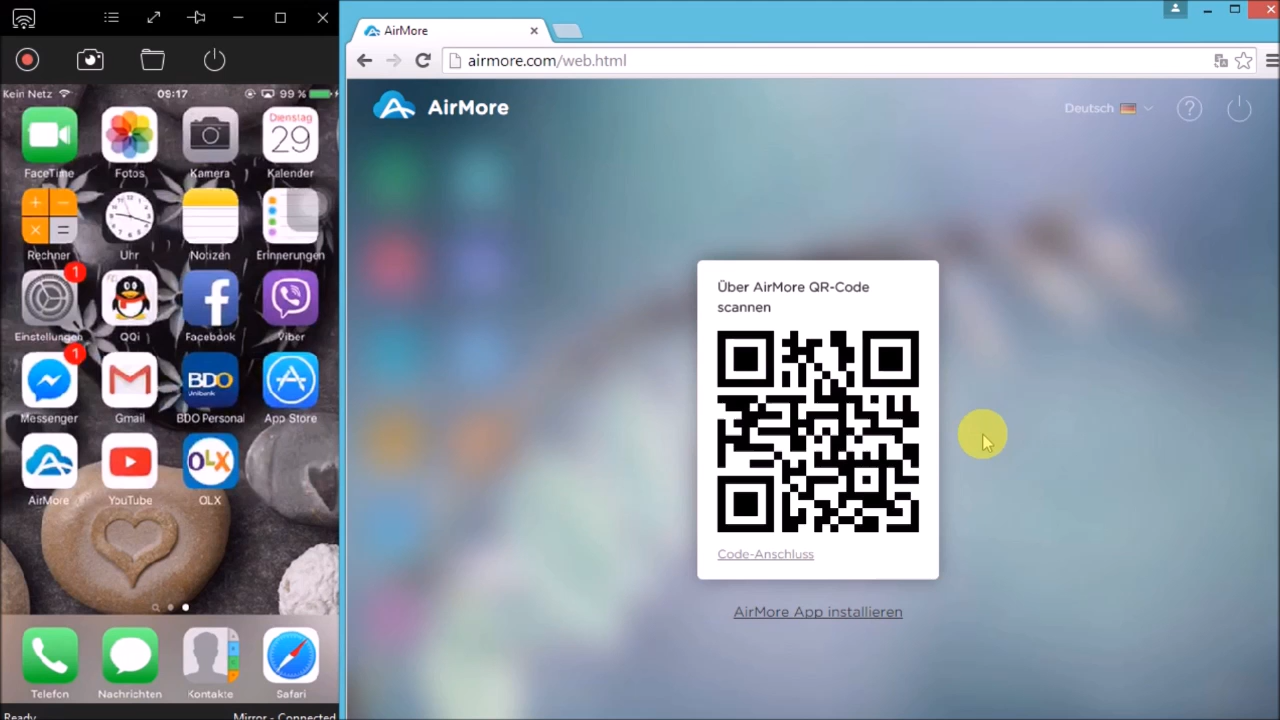 Kein Netz 09:17 99 %
FaceTime Fotos Kamera Dienstag 29 Kalender
Rechner Uhr Notizen Erinnerungen
1
Einstellungen QQi Facebook Viber
1
BDO
Unibank
Messenger Gmail BDO Personal App Store
OLX
AirMore YouTube OLX
Telefon Nachrichten Kontakte Safari
Ready Mirror - Connected
AirMore
airmore.com/web.html
AirMore Deutsch ?
Über AirMore QR-Code
scannen
Code-Anschluss
AirMore App installieren